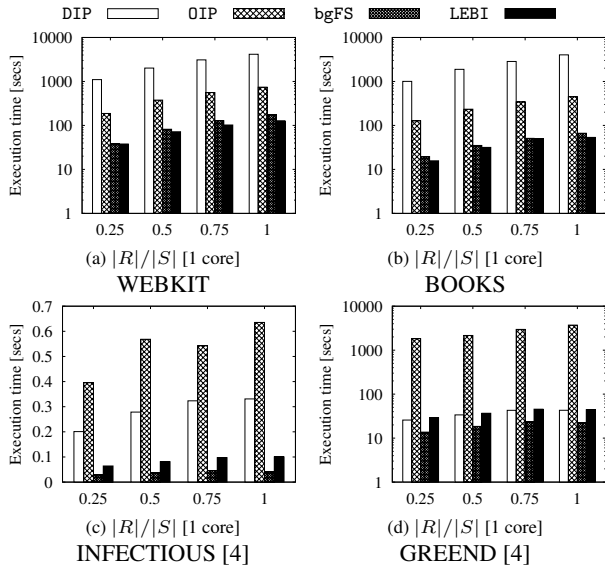 DIP OIP bgFS LEBI
Execution time [secs]
10000
1000
100
10
1
0.25 0.5 0.75 1
(a) |R|/|S| [1 core]
WEBKIT
Execution time [secs]
10000
1000
100
10
1
0.25 0.5 0.75 1
(b) |R|/|S| [1 core]
BOOKS
Execution time [secs]
0.7
0.6
0.5
0.4
0.3
0.2
0.1
0
0.25 0.5 0.75 1
(c) |R|/|S| [1 core]
INFECTIOUS [4]
Execution time [secs]
10000
1000
100
10
1
0.25 0.5 0.75 1
(d) |R|/|S| [1 core]
GREEND [4]